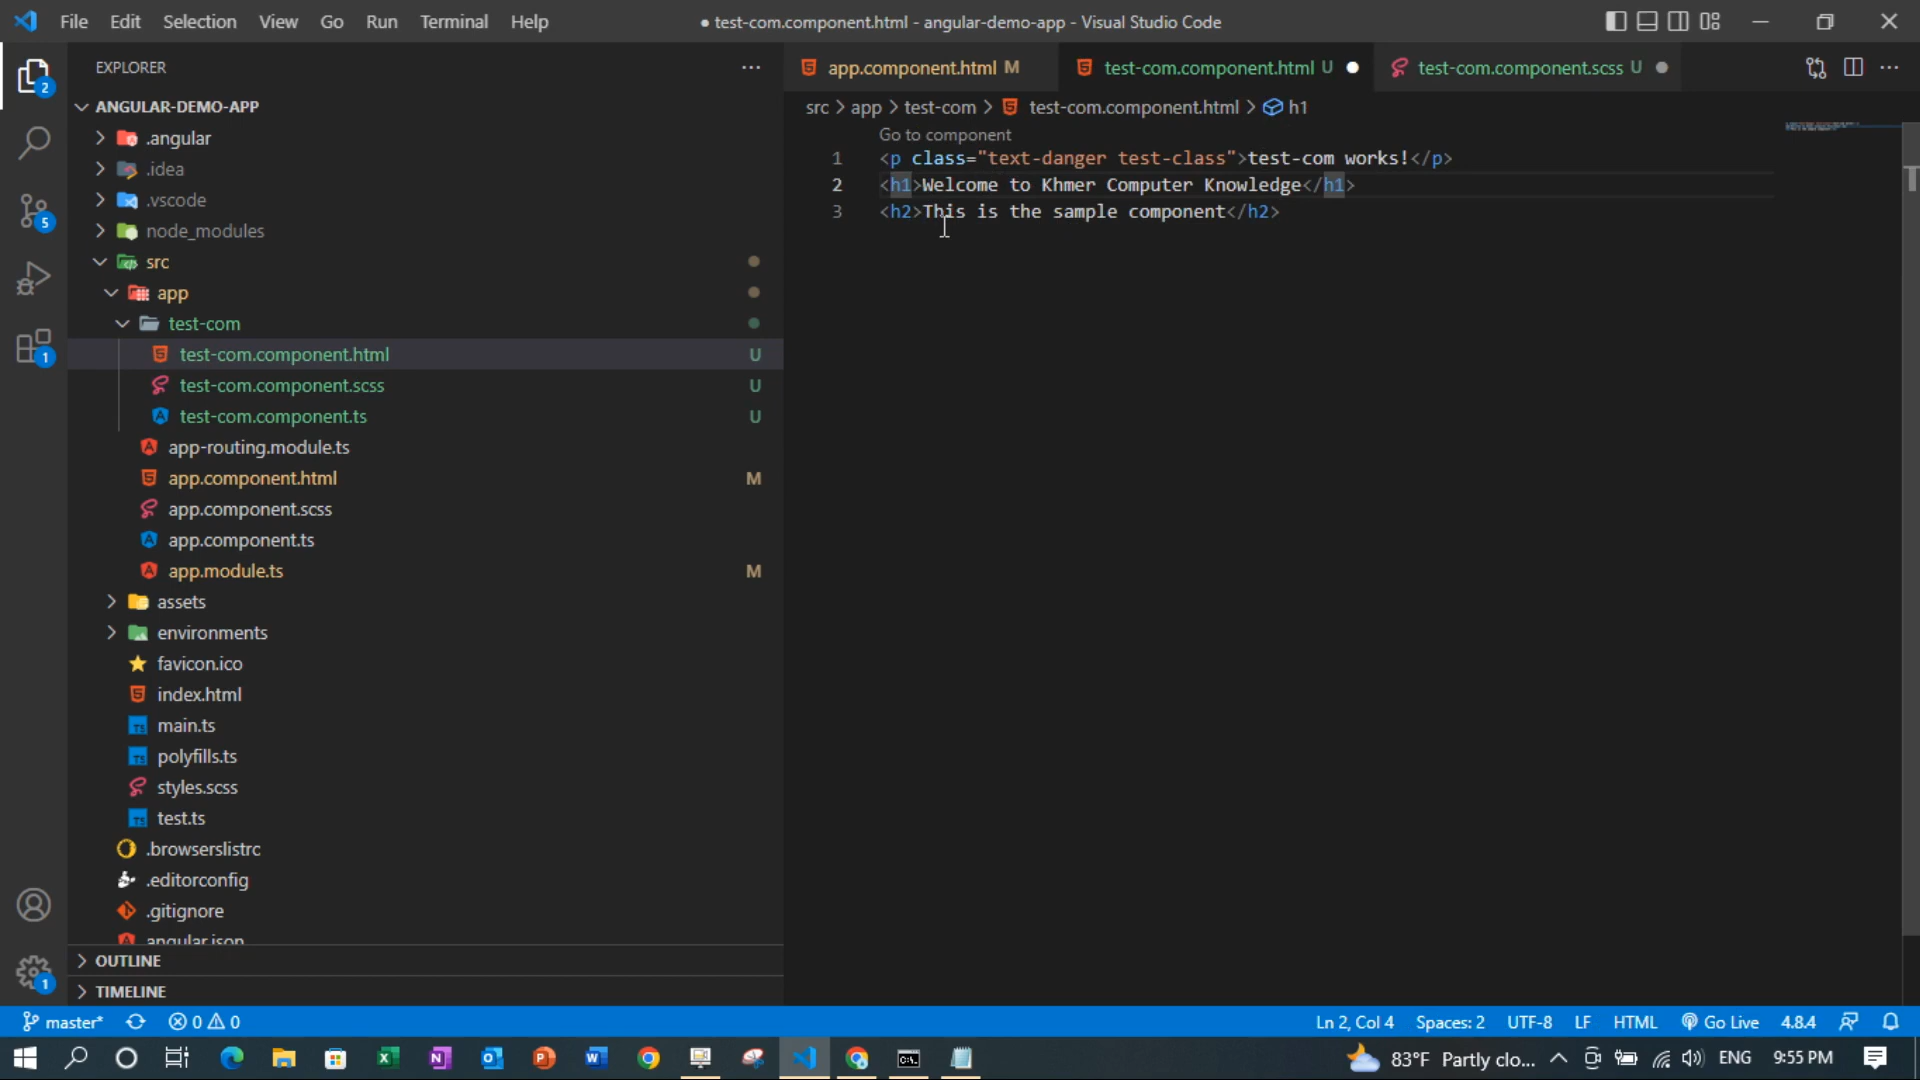 File Edit Selection View Go Run Terminal Help
● test-com.component.html - angular-demo-app - Visual Studio Code
EXPLORER
app.component.html M
test-com.component.html U
test-com.component.scss U
src > app > test-com > test-com.component.html > h1
Go to component
1 <p class="text-danger test-class">test-com works!</p>
2 <h1>Welcome to Khmer Computer Knowledge</h1>
3 <h2>This is the sample component</h2>
2
5
1
1
ANGULAR-DEMO-APP
.angular
.idea
.vscode
node_modules
src
app
test-com
test-com.component.html U
test-com.component.scss U
test-com.component.ts U
app-routing.module.ts
app.component.html M
app.component.scss
app.component.ts
app.module.ts M
assets
environments
favicon.ico
index.html
main.ts
polyfills.ts
styles.scss
test.ts
.browserslistrc
.editorconfig
.gitignore
angular.json
OUTLINE
TIMELINE
master* 0 0
Ln 2, Col 4 Spaces: 2 UTF-8 LF HTML Go Live 4.8.4
83°F Partly clo... ENG 9:55 PM